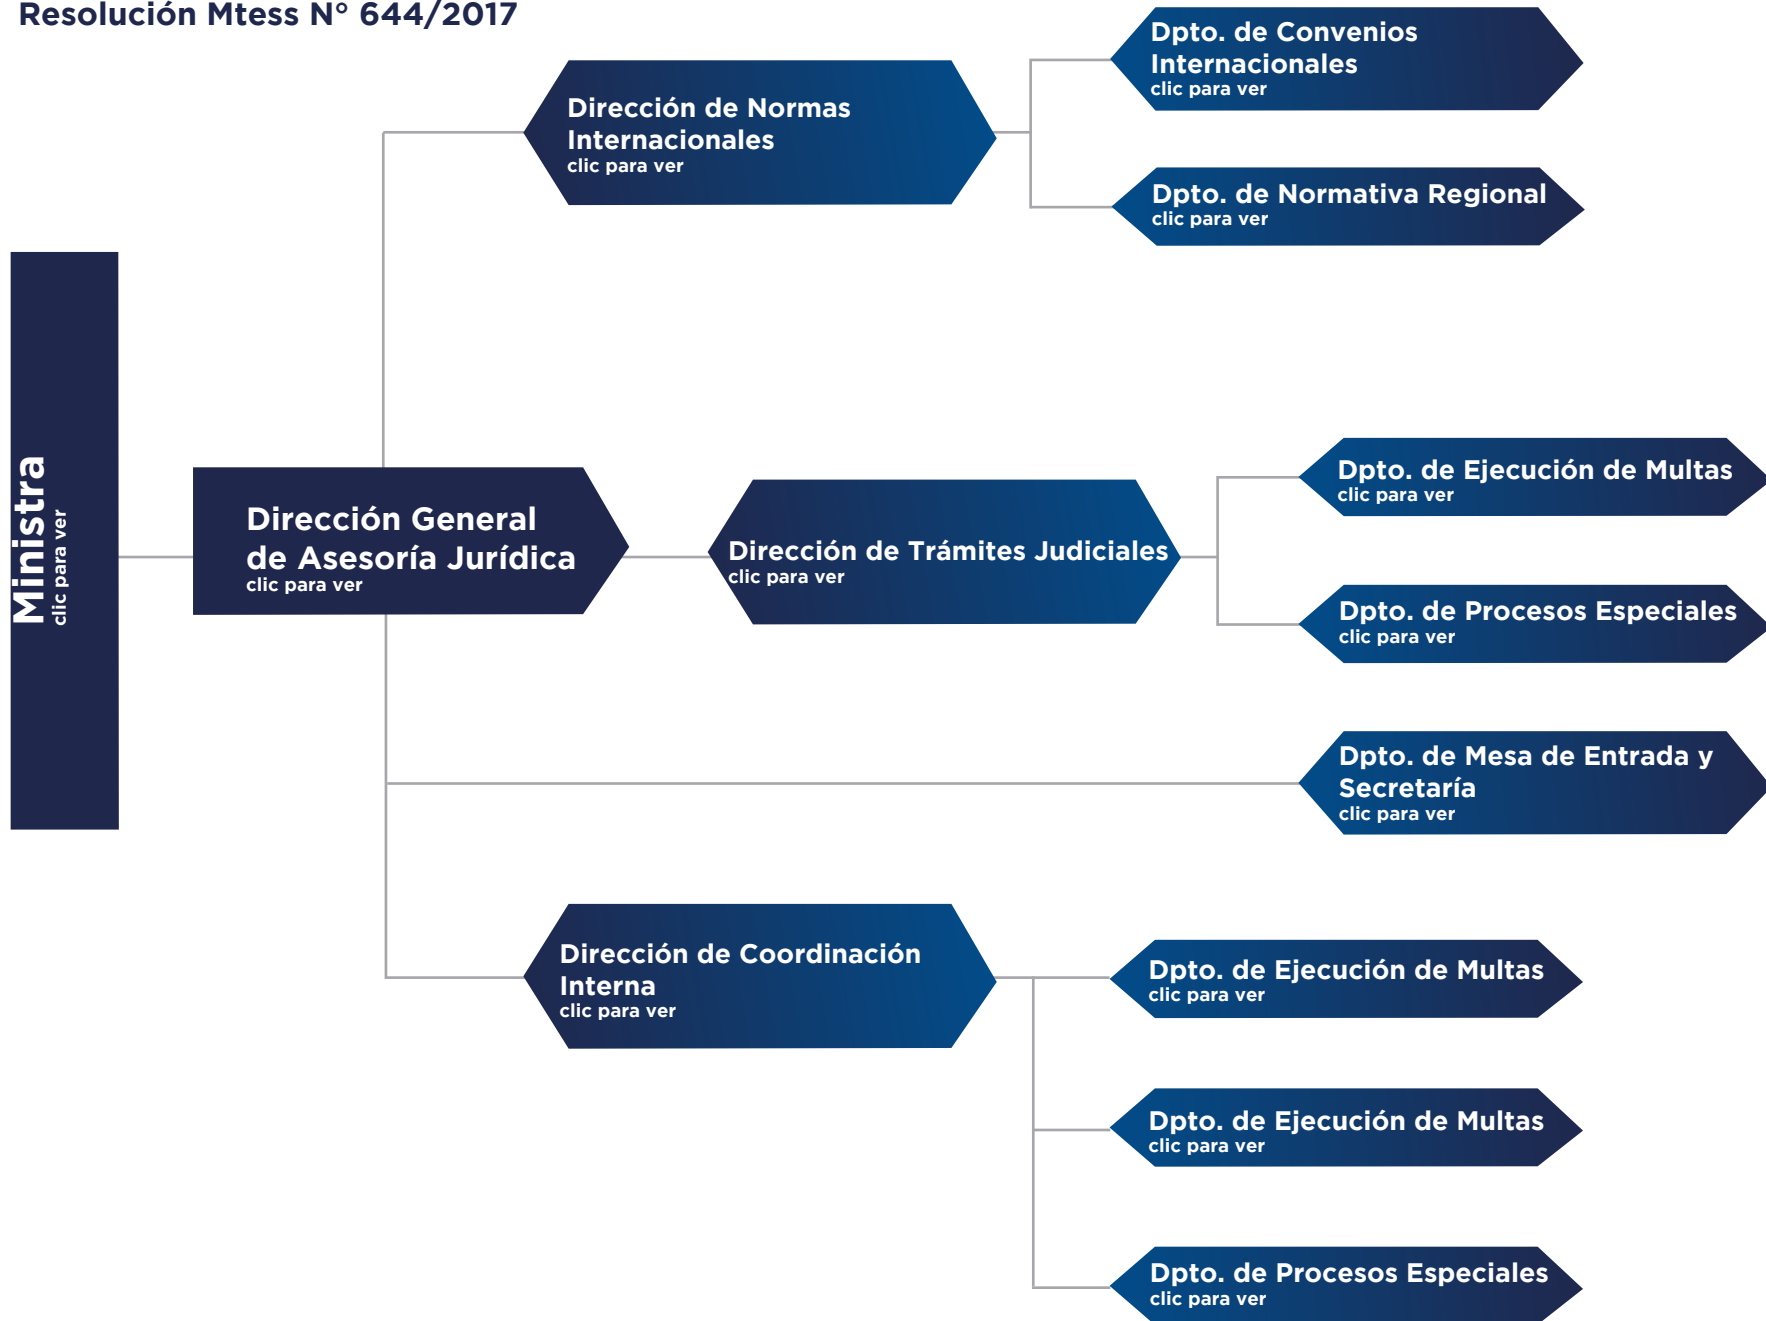 Resolución Mtess N° 644/2017
Dpto. de Convenios
Internacionales
clic para ver
Dirección de Normas
Internacionales
clic para ver
Dpto. de Normativa Regional
clic para ver
Ministra
clic para ver
Dirección General
de Asesoría Jurídica
clic para ver
Dirección de Trámites Judiciales
clic para ver
Dpto. de Ejecución de Multas
clic para ver
Dpto. de Procesos Especiales
clic para ver
Dpto. de Mesa de Entrada y
Secretaría
clic para ver
Dirección de Coordinación
Interna
clic para ver
Dpto. de Ejecución de Multas
clic para ver
Dpto. de Ejecución de Multas
clic para ver
Dpto. de Procesos Especiales
clic para ver